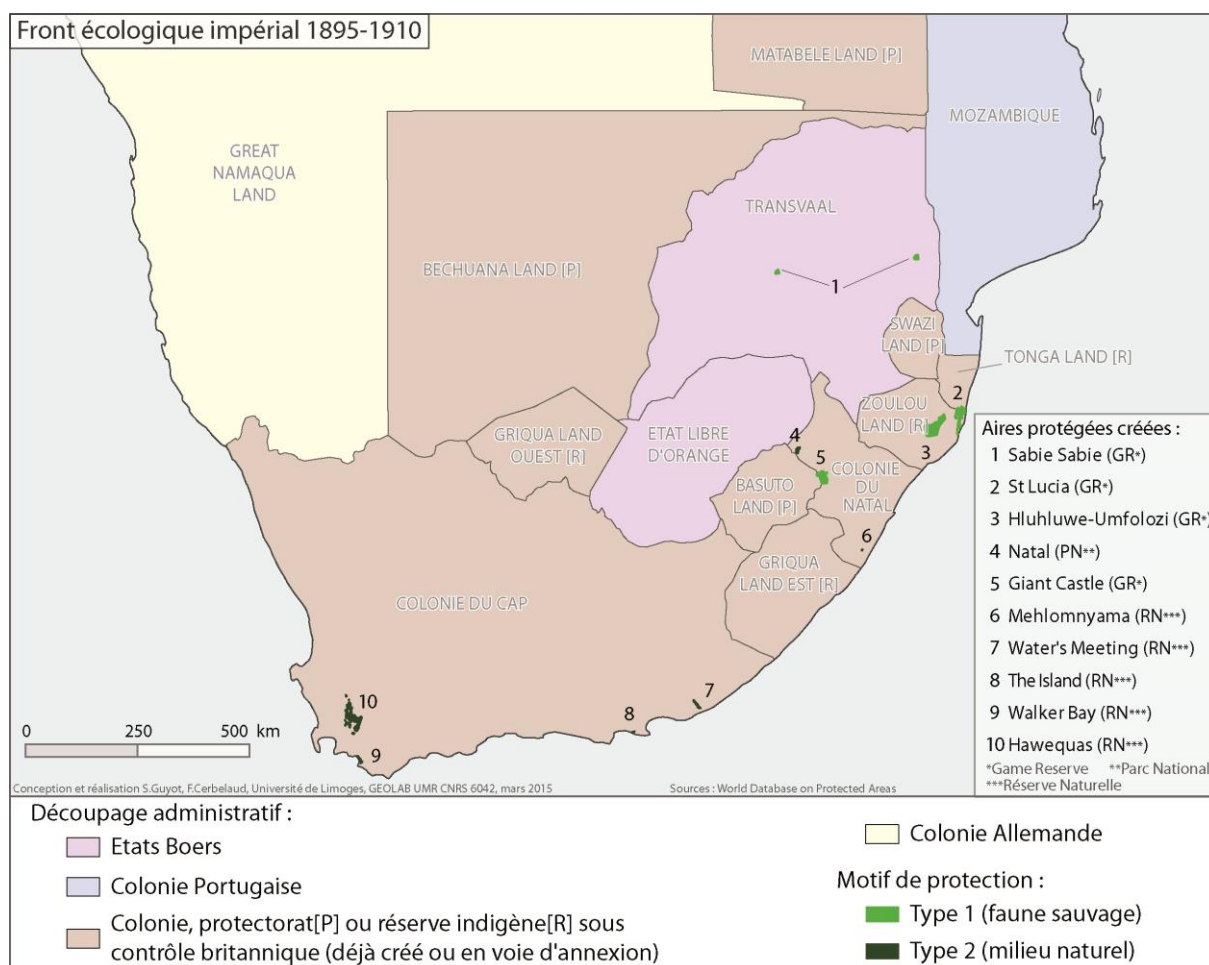 Front écologique impérial 1895-1910
MATABELE LAND [P]
MOZAMBIQUE
GREAT
NAMAQUA
LAND
TRANSVAAL
BECHUANA LAND [P]
1
SWAZI
LAND [P]
TONGA LAND [R]
2
ZOULOU
LAND [R]
3
GRIQUA LAND
OUEST [R]
ETAT LIBRE
D'ORANGE
4
5
BASUTO
LAND [P]
COLONIE
DU
NATAL
6
GRIQUA
LAND EST [R]
COLONIE DU CAP
7
8
9
10
0 250 500 km
Aires protégées créées :
1 Sabie Sabie (GR*)
2 St Lucia (GR*)
3 Hluhluwe-Umfolozi (GR*)
4 Natal (PN**)
5 Giant Castle (GR*)
6 Mehlomnyama (RN***)
7 Water's Meeting (RN***)
8 The Island (RN***)
9 Walker Bay (RN***)
10 Hawequas (RN***)
*Game Reserve **Parc National
***Réserve Naturelle
Conception et réalisation S.Guyot, F.Cerbelaud, Université de Limoges, GEOLAB UMR CNRS 6042, mars 2015
Sources : World Database on Protected Areas
Découpage administratif :
Etats Boers
Colonie Portugaise
Colonie, protectorat[P] ou réserve indigène[R] sous
contrôle britannique (déjà créé ou en voie d'annexion)
Colonie Allemande
Motif de protection :
Type 1 (faune sauvage)
Type 2 (milieu naturel)